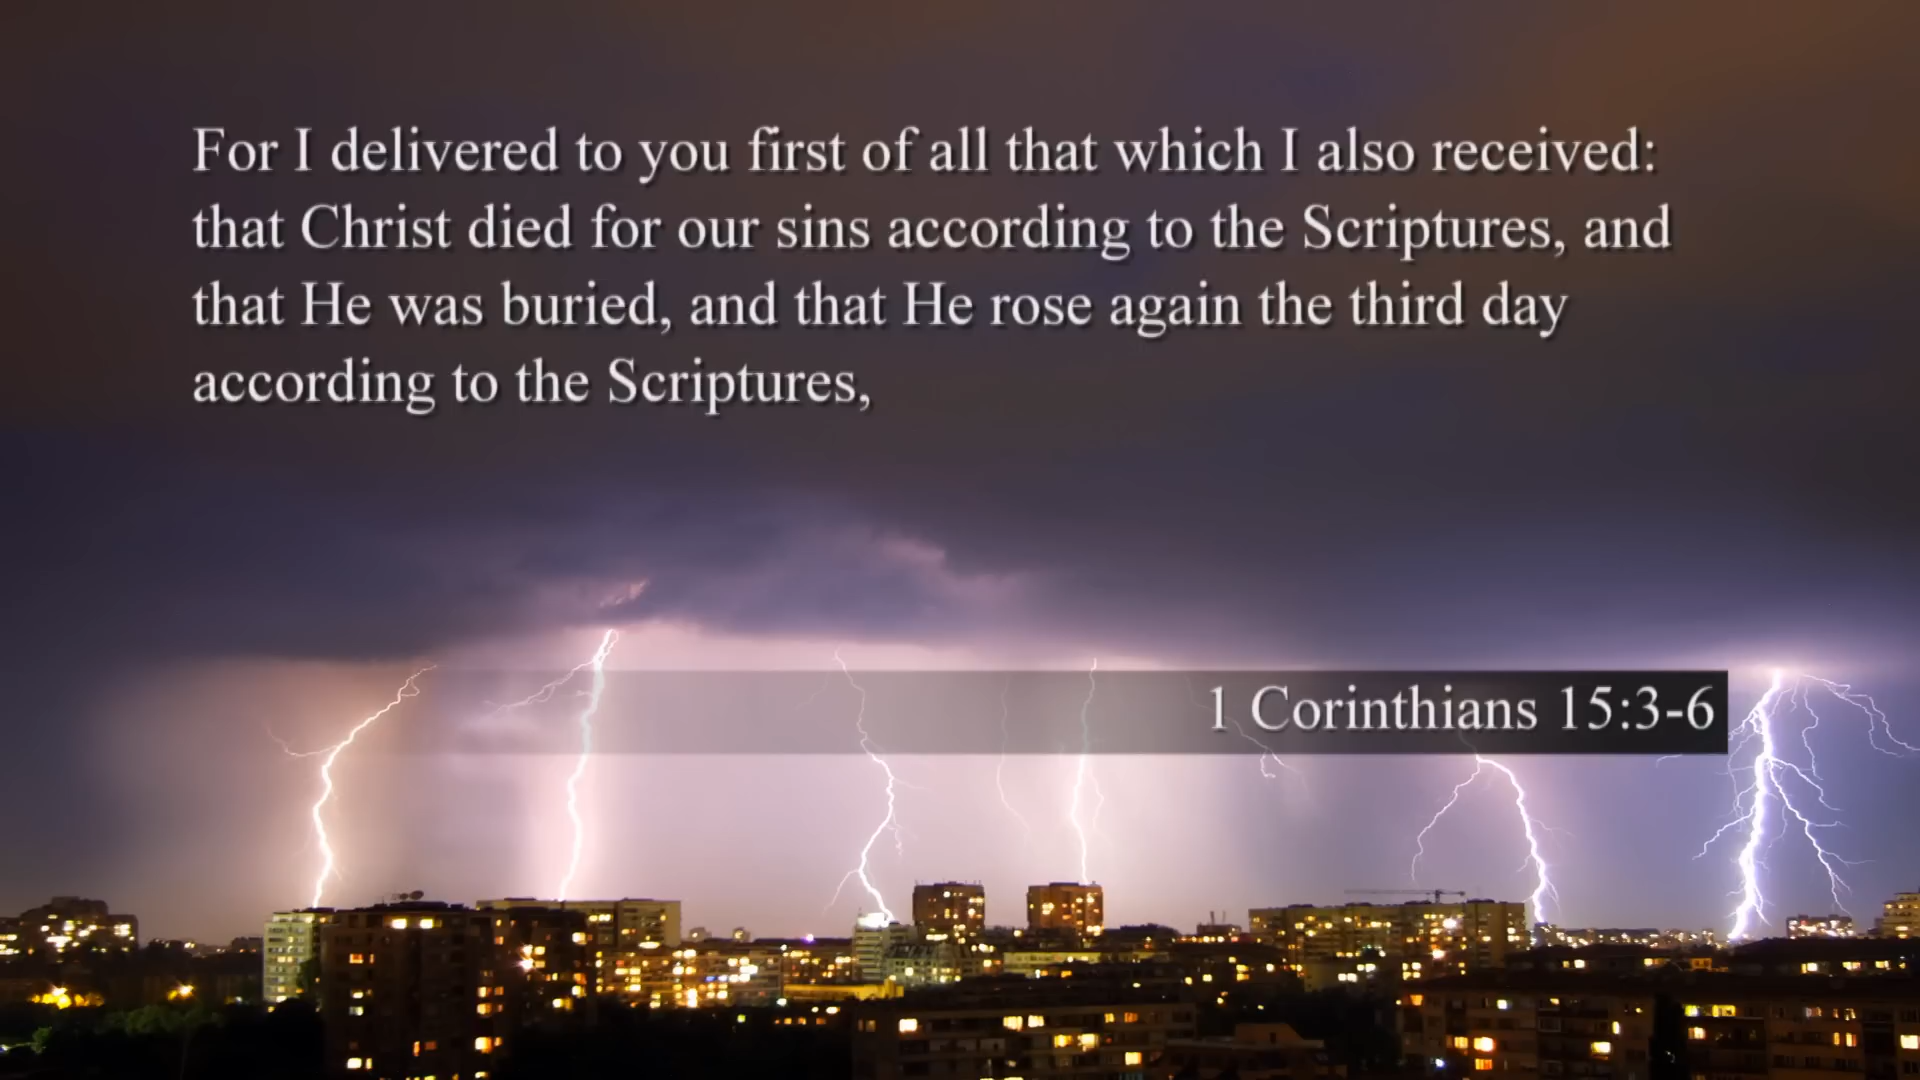 For I delivered to you first of all that which I also received:
that Christ died for our sins according to the Scriptures, and
that He was buried, and that He rose again the third day
according to the Scriptures,
1 Corinthians 15:3-6